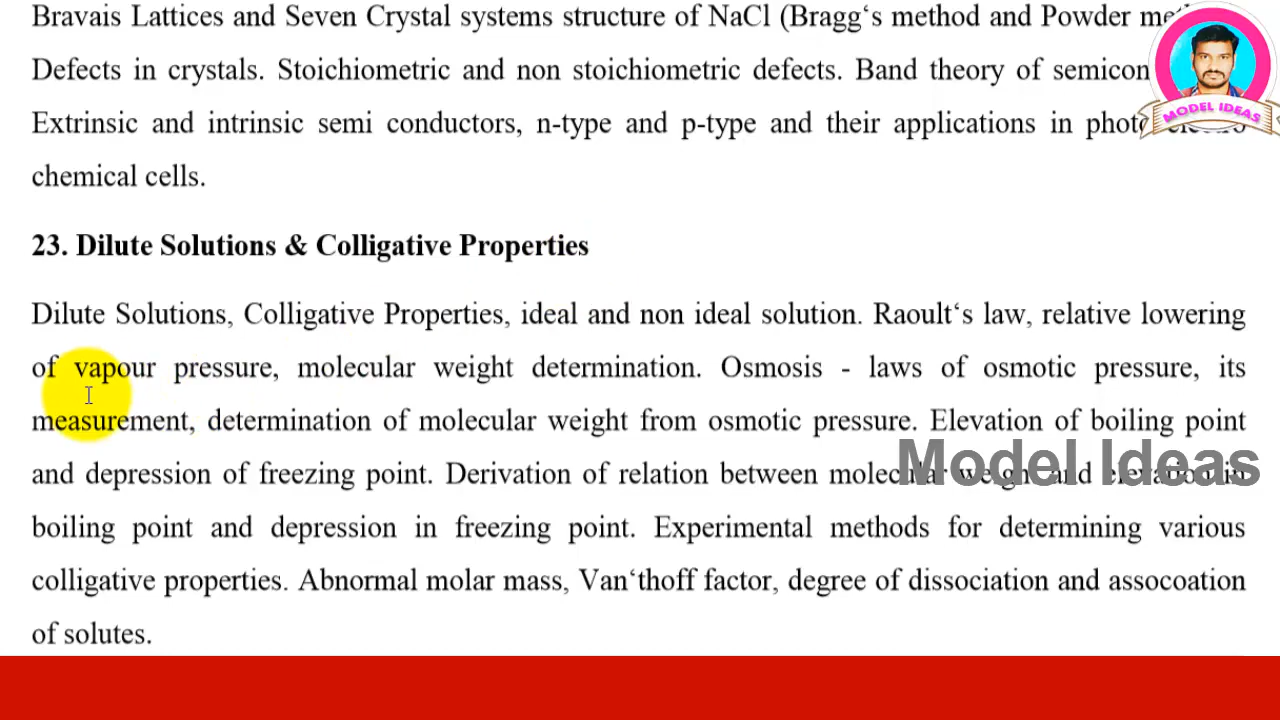 Bravais Lattices and Seven Crystal systems structure of NaCl (Bragg‘s method and Powder
Defects in crystals. Stoichiometric and non stoichiometric defects. Band theory of
Extrinsic and intrinsic semi conductors, n-type and p-type and their applications in
MODEL IDEAS
chemical cells.
23. Dilute Solutions & Colligative Properties
Dilute Solutions, Colligative Properties, ideal and non ideal solution. Raoult‘s law, relative lowering
of vapour pressure, molecular weight determination. Osmosis - laws of osmotic pressure, its
measurement, determination of molecular weight from osmotic pressure. Elevation of boiling point
and depression of freezing point. Derivation of relation between molecular weight and elevation in
Model Ideas
boiling point and depression in freezing point. Experimental methods for determining various
colligative properties. Abnormal molar mass, Van‘thoff factor, degree of dissociation and assocoation
of solutes.